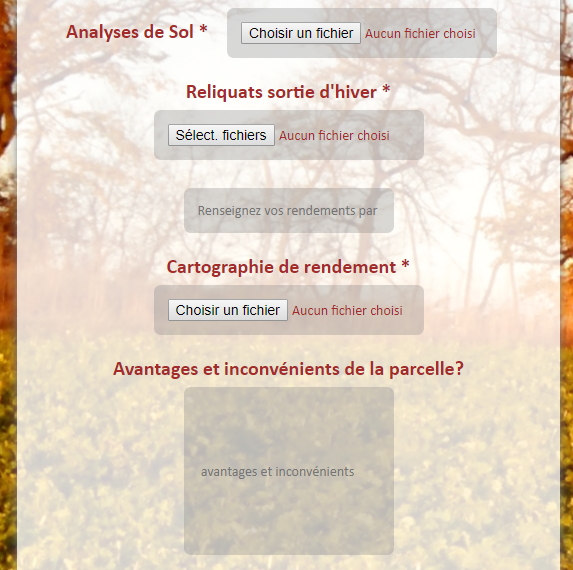 Analyses de Sol *
Choisir un fichier Aucun fichier choisi
Reliquats sortie d'hiver *
Sélect. fichiers Aucun fichier choisi
Renseignez vos rendements par
Cartographie de rendement *
Choisir un fichier Aucun fichier choisi
Avantages et inconvénients de la parcelle?
avantages et inconvénients